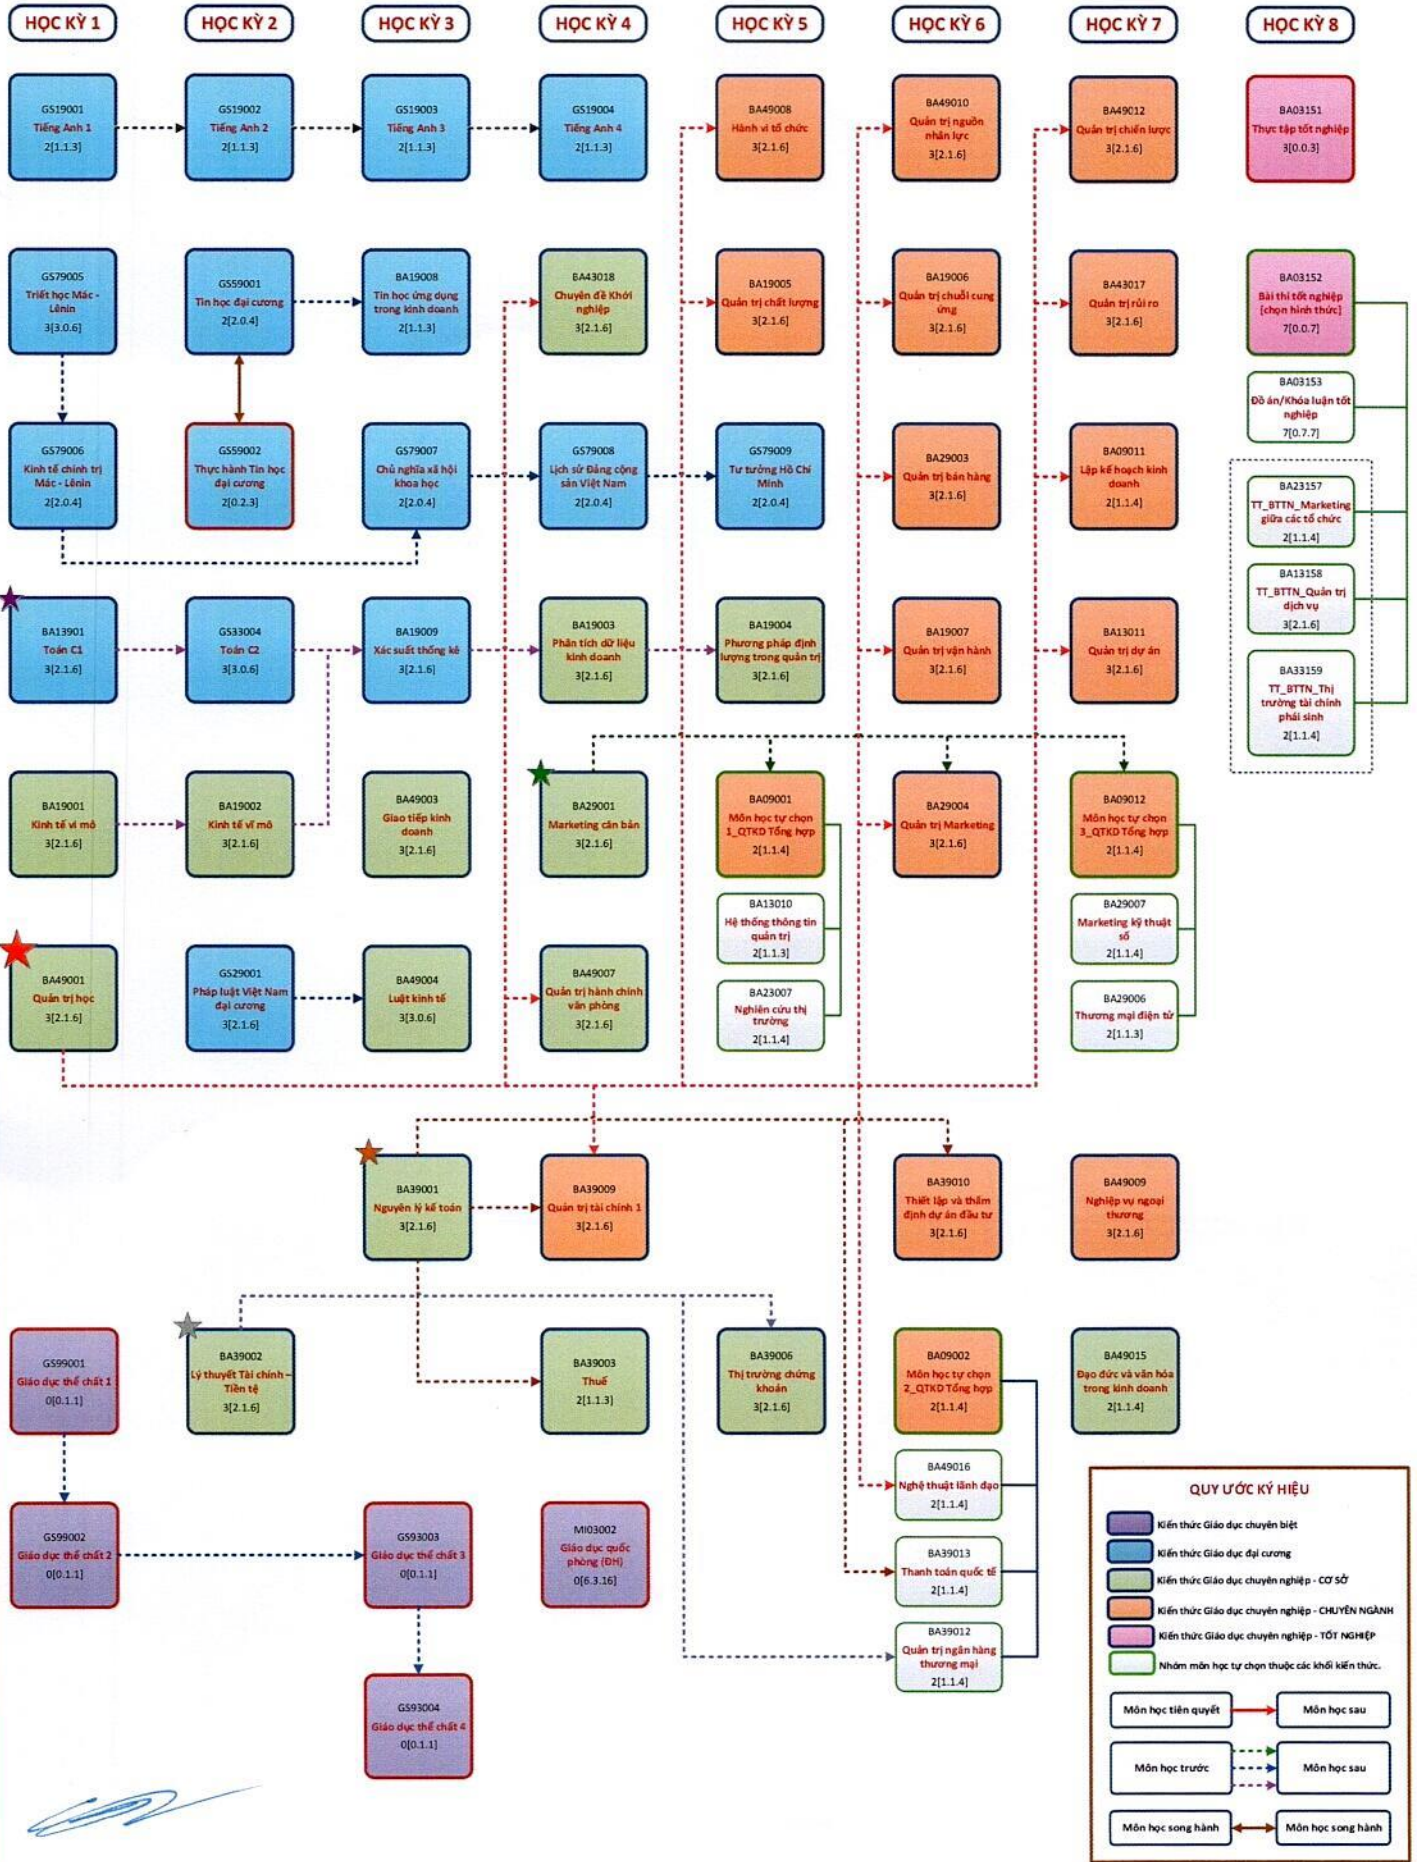 HỌC KỲ 1
HỌC KỲ 2
HỌC KỲ 3
HỌC KỲ 4
HỌC KỲ 5
HỌC KỲ 6
HỌC KỲ 7
HỌC KỲ 8
GS19001
Tiếng Anh 1
2[1.1.3]
GS19002
Tiếng Anh 2
2[1.1.3]
GS19003
Tiếng Anh 3
2[1.1.3]
GS19004
Tiếng Anh 4
2[1.1.3]
BA49008
Hành vi tổ chức
3[2.1.6]
BA49010
Quản trị nguồn
nhân lực
3[2.1.6]
BA49012
Quản trị chiến lược
3[2.1.6]
BA03151
Thực tập tốt nghiệp
3[0.0.3]
GS79005
Triết học Mác -
Lênin
3[3.0.6]
GS59001
Tin học đại cương
2[2.0.4]
BA19008
Tin học ứng dụng
trong kinh doanh
2[1.1.3]
BA43018
Chuyên đề Khởi
nghiệp
3[2.1.6]
BA19005
Quản trị chất lượng
3[2.1.6]
BA19006
Quản trị chuỗi cung
ứng
3[2.1.6]
BA43017
Quản trị rủi ro
3[2.1.6]
BA03152
Bài thi tốt nghiệp
[chọn hình thức]
7[0.0.7]
BA03153
Đồ án/Khóa luận tốt
nghiệp
7[0.7.7]
GS79006
Kinh tế chính trị
Mác - Lênin
2[2.0.4]
GS59002
Thực hành Tin học
đại cương
2[0.2.3]
GS79007
Chủ nghĩa xã hội
khoa học
2[2.0.4]
GS79008
Lịch sử Đảng cộng
sản Việt Nam
2[2.0.4]
GS79009
Tư tưởng Hồ Chí
Minh
2[2.0.4]
BA29003
Quản trị bán hàng
3[2.1.6]
BA09011
Lập kế hoạch kinh
doanh
2[1.1.4]
BA23157
TT_BTTN_Marketing
giữa các tổ chức
2[1.1.4]
BA13158
TT_BTTN_Quản trị
dịch vụ
3[2.1.6]
BA33159
TT_BTTN_Thị
trường tài chính
phái sinh
2[1.1.4]
BA13901
Toán C1
3[2.1.6]
GS33004
Toán C2
3[3.0.6]
BA19009
Xác suất thống kê
3[2.1.6]
BA19003
Phân tích dữ liệu
kinh doanh
3[2.1.6]
BA19004
Phương pháp định
lượng trong quản trị
3[2.1.6]
BA19007
Quản trị vận hành
3[2.1.6]
BA13011
Quản trị dự án
3[2.1.6]
BA19001
Kinh tế vi mô
3[2.1.6]
BA19002
Kinh tế vĩ mô
3[2.1.6]
BA49003
Giao tiếp kinh
doanh
3[2.1.6]
BA29001
Marketing căn bản
3[2.1.6]
BA09001
Môn học tự chọn
1_QTKD Tổng hợp
2[1.1.4]
BA29004
Quản trị Marketing
3[2.1.6]
BA09012
Môn học tự chọn
3_QTKD Tổng hợp
2[1.1.4]
BA13010
Hệ thống thông tin
quản trị
2[1.1.3]
BA29007
Marketing kỹ thuật
số
2[1.1.4]
BA49001
Quản trị học
3[2.1.6]
GS29001
Pháp luật Việt Nam
đại cương
3[2.1.6]
BA49004
Luật kinh tế
3[3.0.6]
BA49007
Quản trị hành chính
văn phòng
3[2.1.6]
BA23007
Nghiên cứu thị
trường
2[1.1.4]
BA29006
Thương mại điện tử
2[1.1.3]
BA39001
Nguyên lý kế toán
3[2.1.6]
BA39009
Quản trị tài chính 1
3[2.1.6]
BA39010
Thiết lập và thẩm
định dự án đầu tư
3[2.1.6]
BA49009
Nghiệp vụ ngoại
thương
3[2.1.6]
GS99001
Giáo dục thể chất 1
0[0.1.1]
BA39002
Lý thuyết Tài chính –
Tiền tệ
3[2.1.6]
BA39003
Thuế
2[1.1.3]
BA39006
Thị trường chứng
khoán
3[2.1.6]
BA09002
Môn học tự chọn
2_QTKD Tổng hợp
2[1.1.4]
BA49015
Đạo đức và văn hóa
trong kinh doanh
2[1.1.4]
BA49016
Nghệ thuật lãnh đạo
2[1.1.4]
GS99002
Giáo dục thể chất 2
0[0.1.1]
GS93003
Giáo dục thể chất 3
0[0.1.1]
MI03002
Giáo dục quốc
phòng (ĐH)
0[6.3.16]
BA39013
Thanh toán quốc tế
2[1.1.4]
BA39012
Quản trị ngân hàng
thương mại
2[1.1.4]
GS93004
Giáo dục thể chất 4
0[0.1.1]
QUY ƯỚC KÝ HIỆU
Kiến thức Giáo dục chuyên biệt
Kiến thức Giáo dục đại cương
Kiến thức Giáo dục chuyên nghiệp - CƠ SỞ
Kiến thức Giáo dục chuyên nghiệp - CHUYÊN NGÀNH
Kiến thức Giáo dục chuyên nghiệp - TỐT NGHIỆP
Nhóm môn học tự chọn thuộc các khối kiến thức.
Môn học tiên quyết
Môn học sau
Môn học trước
Môn học sau
Môn học song hành
Môn học song hành